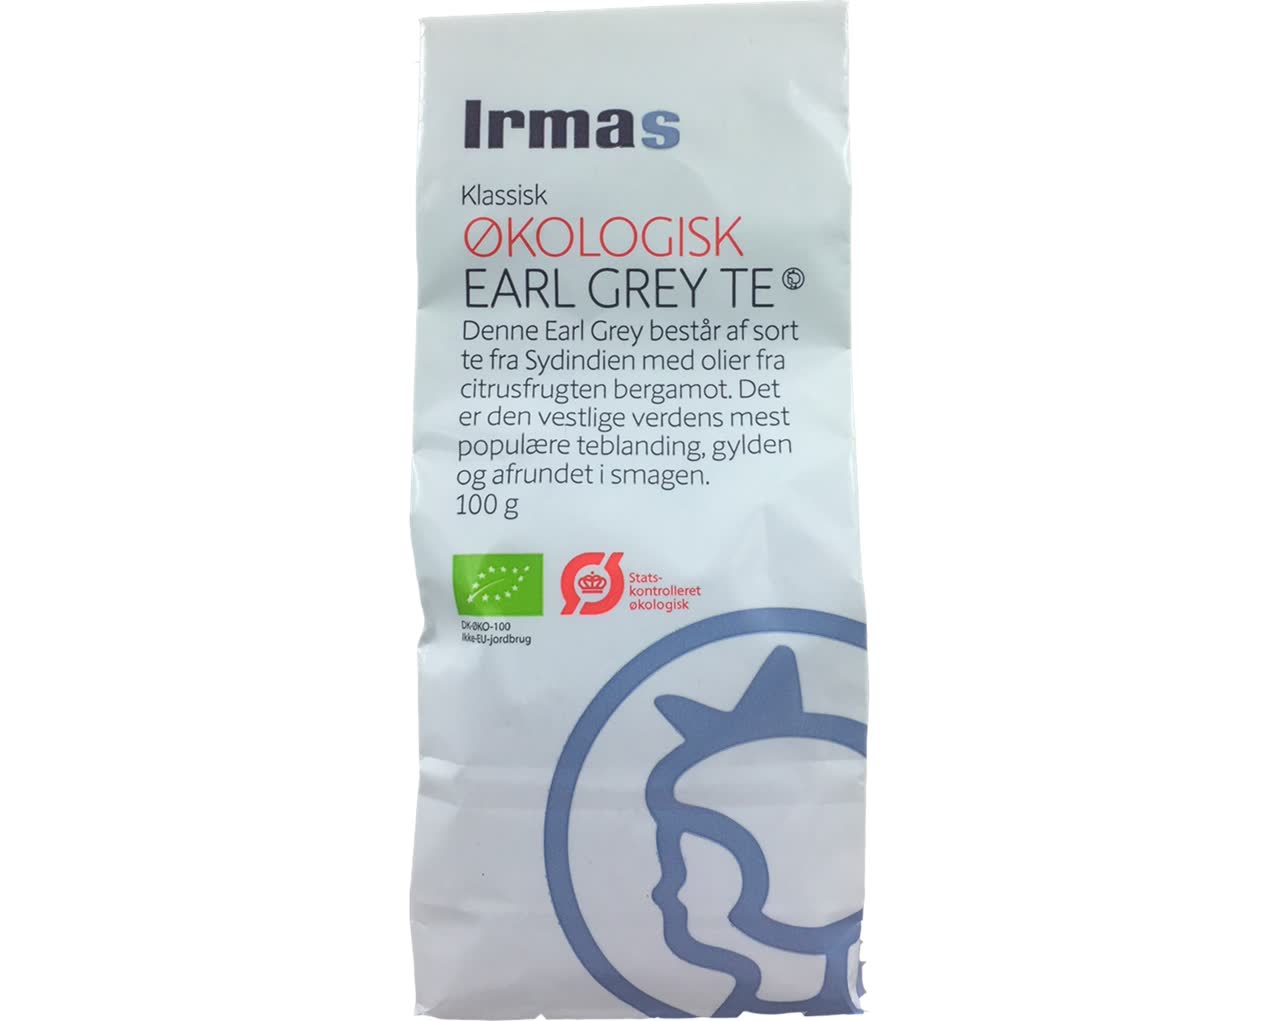 Irmas
Klassisk
ØKOLOGISK
EARL GREY TE
Denne Earl Grey består af sort
te fra Sydindien med olier fra
citrusfrugten bergamot. Det
er den vestlige verdens mest
populære teblanding, gylden
og afrundet i smagen.
100 g
DK-ØKO-100
Ikke-EU-jordbrug
Stats-
kontrolleret
økologisk